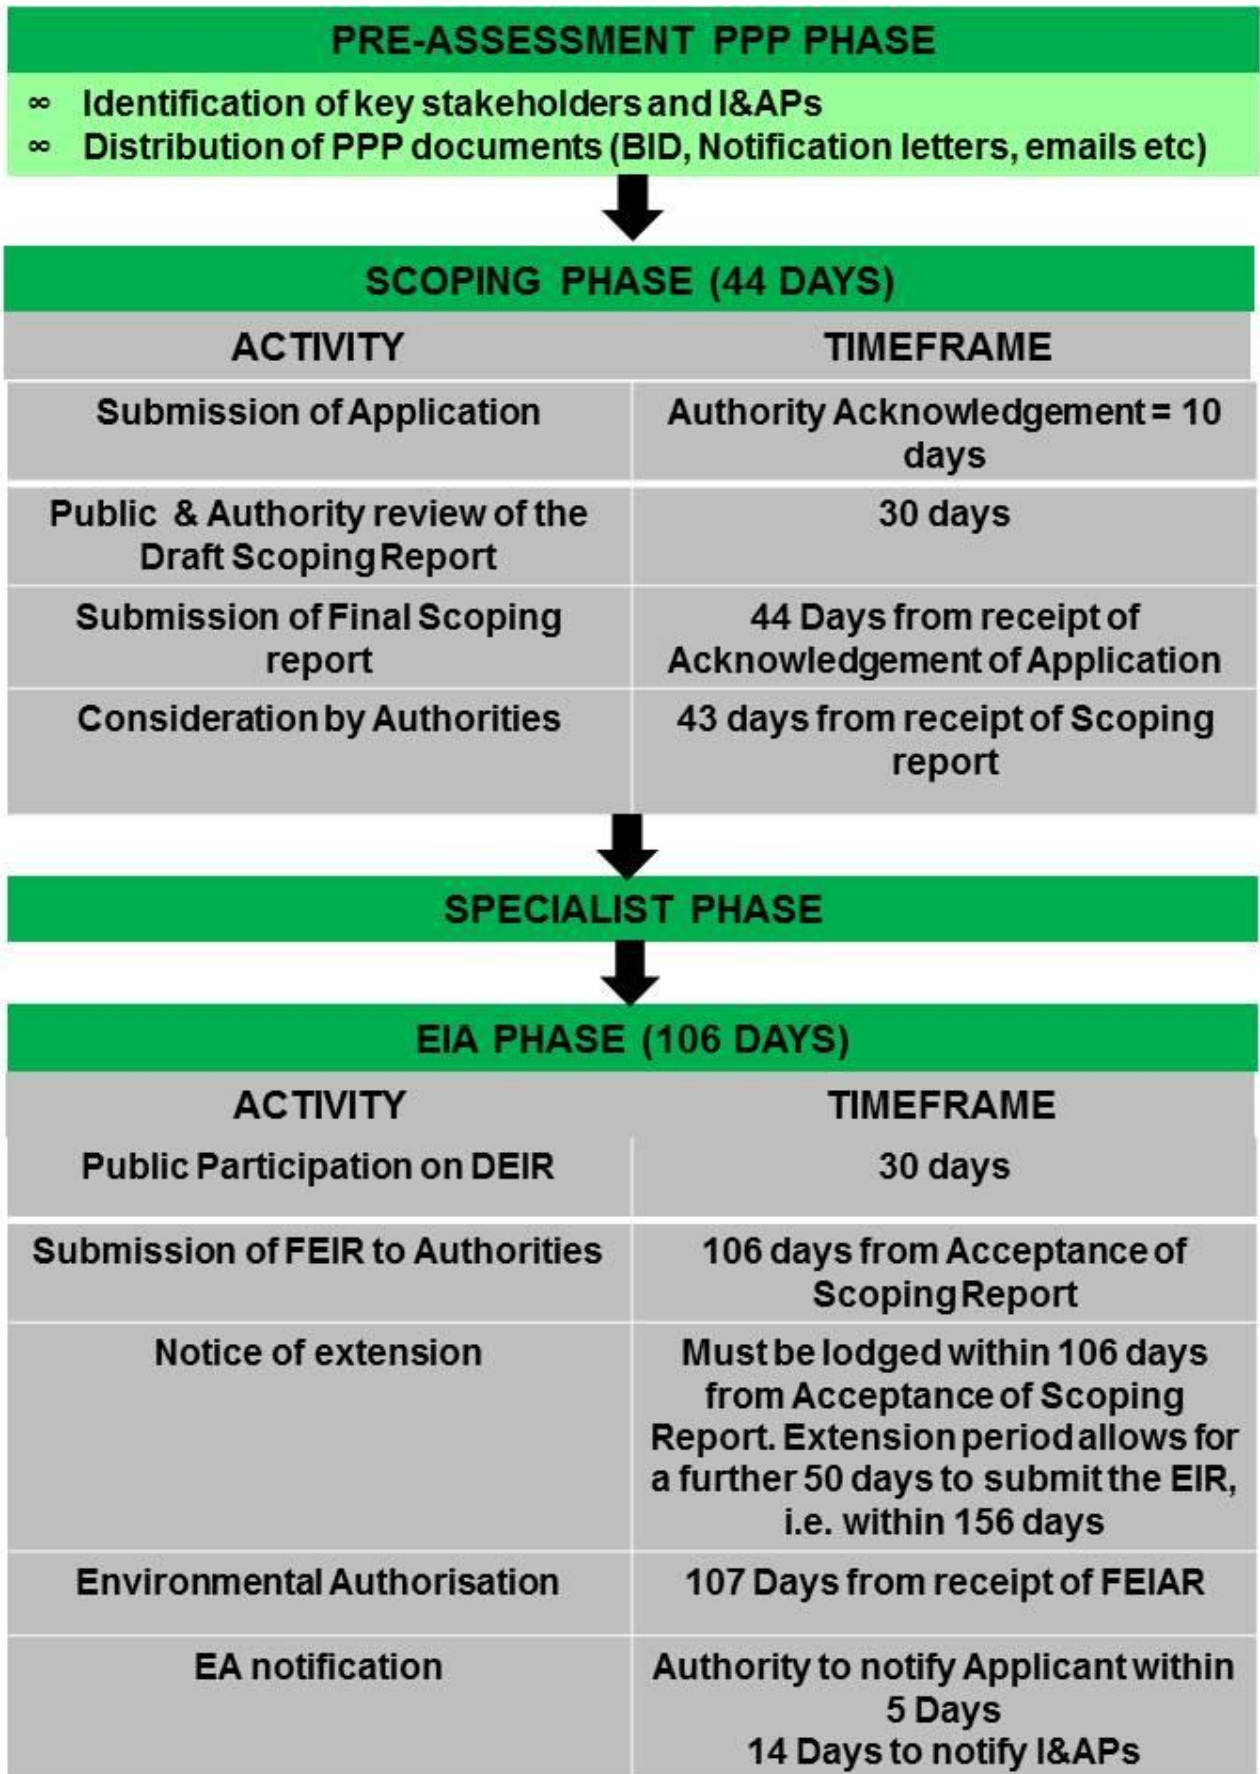 PRE-ASSESSMENT PPP PHASE
∞ Identification of key stakeholders and I&APs
∞ Distribution of PPP documents (BID, Notification letters, emails etc)
SCOPING PHASE (44 DAYS)
ACTIVITY TIMEFRAME
Submission of Application
Authority Acknowledgement = 10
days
Public & Authority review of the
Draft Scoping Report
30 days
Submission of Final Scoping
report
44 Days from receipt of
Acknowledgement of Application
Consideration by Authorities
43 days from receipt of Scoping
report
SPECIALIST PHASE
EIA PHASE (106 DAYS)
ACTIVITY TIMEFRAME
Public Participation on DEIR
30 days
Submission of FEIR to Authorities
106 days from Acceptance of
Scoping Report
Notice of extension
Must be lodged within 106 days
from Acceptance of Scoping
Report. Extension period allows for
a further 50 days to submit the EIR,
i.e. within 156 days
Environmental Authorisation
107 Days from receipt of FEIAR
EA notification
Authority to notify Applicant within
5 Days
14 Days to notify I&APs